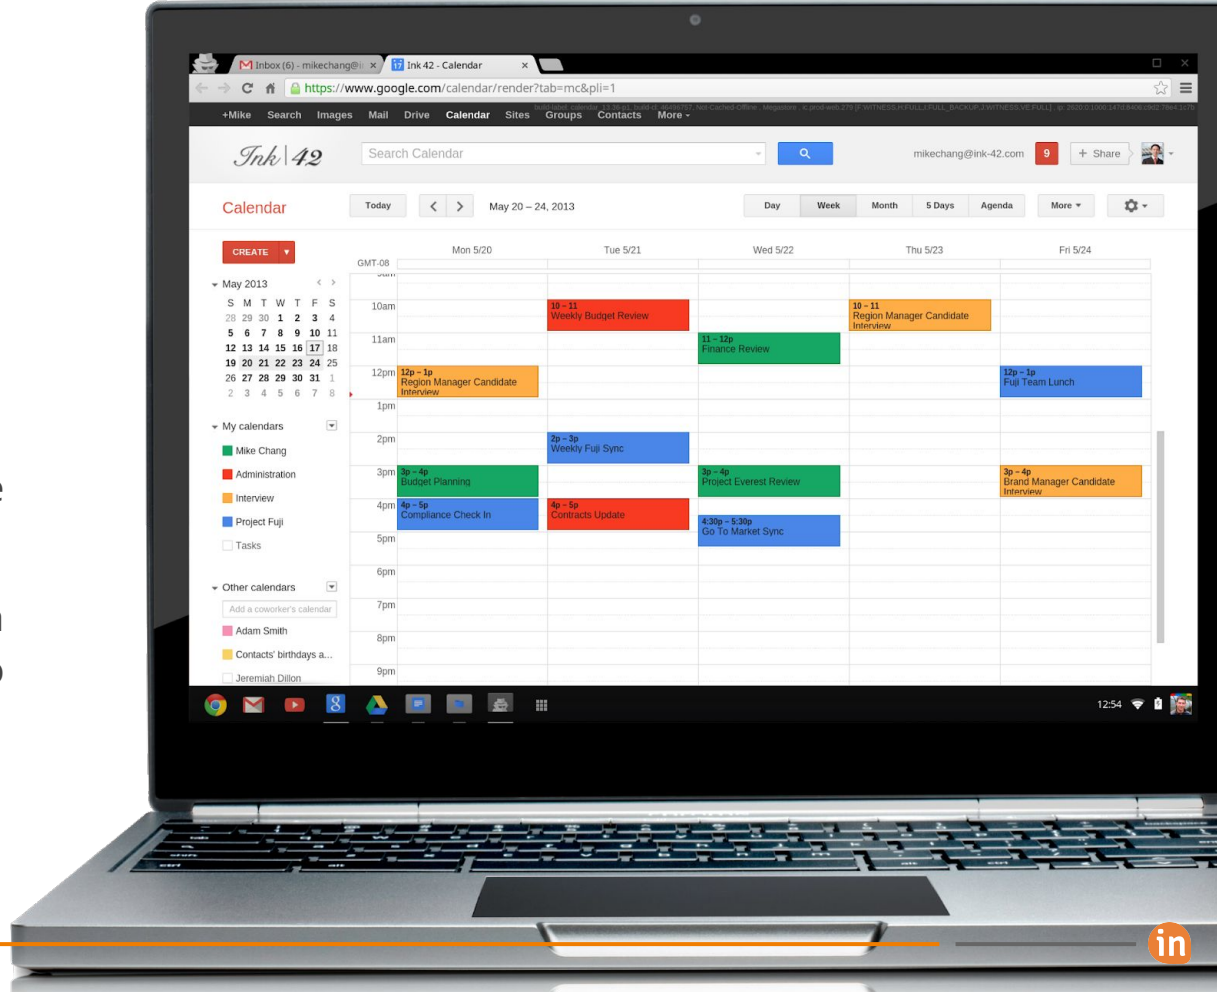 Inbox (6) - mikechang@i
Ink 42 - Calendar
https://www.google.com/calendar/render?tab=mc&pli=1
+Mike Search Images Mail Drive Calendar Sites Groups Contacts More
Ink 42
Search Calendar
mikechang@ink-42.com
9
+ Share
Calendar
Today
May 20 – 24, 2013
Day Week Month 5 Days Agenda
More
CREATE
Mon 5/20 Tue 5/21 Wed 5/22 Thu 5/23 Fri 5/24
GMT-08
May 2013
S M T W T F S
28 29 30 1 2 3 4
5 6 7 8 9 10 11
12 13 14 15 16 17 18
19 20 21 22 23 24 25
26 27 28 29 30 31 1
2 3 4 5 6 7 8
My calendars
Mike Chang
Administration
Interview
Project Fuji
Tasks
Other calendars
Add a coworker's calendar
Adam Smith
Contacts' birthdays a...
Jeremiah Dillon
10am
11am
12pm
1pm
2pm
3pm
4pm
5pm
6pm
7pm
8pm
9pm
12p – 1p
Region Manager Candidate
Interview
3p – 4p
Budget Planning
4p – 5p
Compliance Check In
10 – 11
Weekly Budget Review
2p – 3p
Weekly Fuji Sync
4p – 5p
Contracts Update
11 – 12p
Finance Review
3p – 4p
Project Everest Review
4:30p – 5:30p
Go To Market Sync
10 – 11
Region Manager Candidate
Interview
12p – 1p
Fuji Team Lunch
3p – 4p
Brand Manager Candidate
Interview
12:54
in